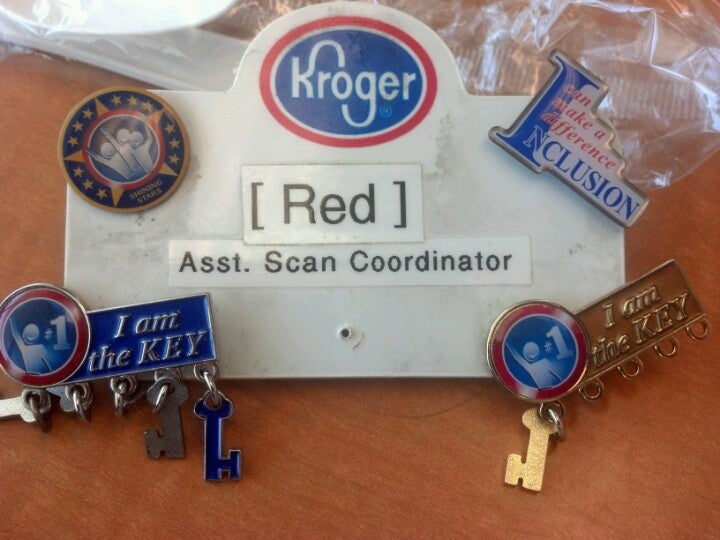 Kroger
®
SHINING
STARS
I can
make a
difference
INCLUSION
[ Red ]
Asst. Scan Coordinator
#1
I am
the KEY
#1
I am
the KEY